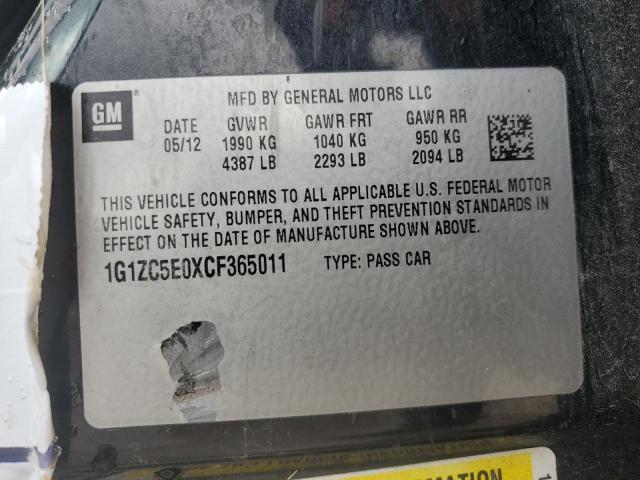 GM
MFD BY GENERAL MOTORS LLC
DATE GVWR GAWR FRT GAWR RR
05/12 1990 KG 1040 KG 950 KG
4387 LB 2293 LB 2094 LB
THIS VEHICLE CONFORMS TO ALL APPLICABLE U.S. FEDERAL MOTOR
VEHICLE SAFETY, BUMPER, AND THEFT PREVENTION STANDARDS IN
EFFECT ON THE DATE OF MANUFACTURE SHOWN ABOVE.
1G1ZC5E0XCF365011 TYPE: PASS CAR